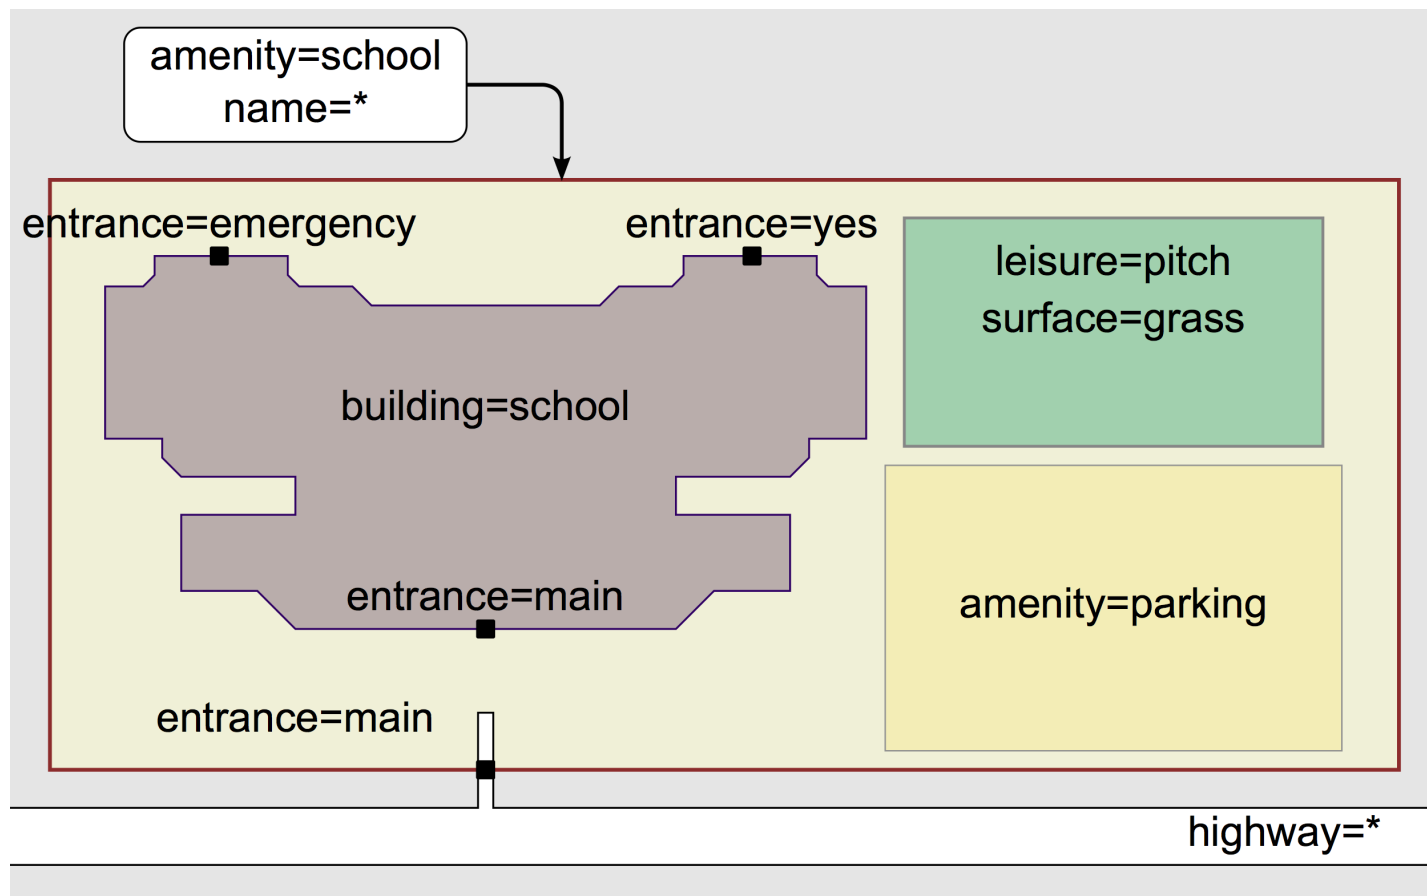 amenity=school
name=*
entrance=emergency
entrance=yes
leisure=pitch
surface=grass
building=school
entrance=main
amenity=parking
entrance=main
highway=*